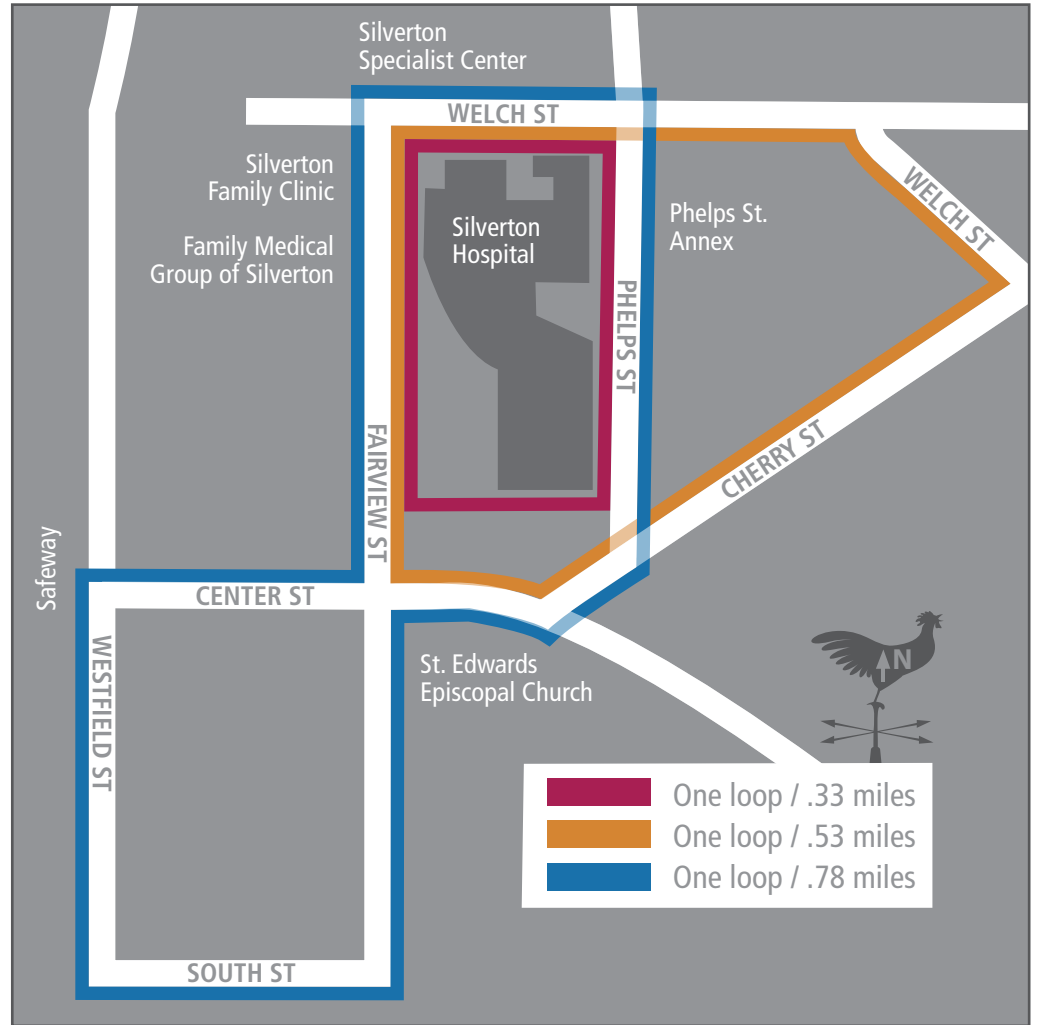 Silverton
Specialist Center
WELCH ST
Silverton
Family Clinic
Family Medical
Group of Silverton
Silverton
Hospital
Phelps St.
Annex
WELCH ST
PHELPS ST
FAIRVIEW ST
CHERRY ST
Safeway
CENTER ST
WESTFIELD ST
St. Edwards
Episcopal Church
N
SOUTH ST
One loop / .33 miles
One loop / .53 miles
One loop / .78 miles